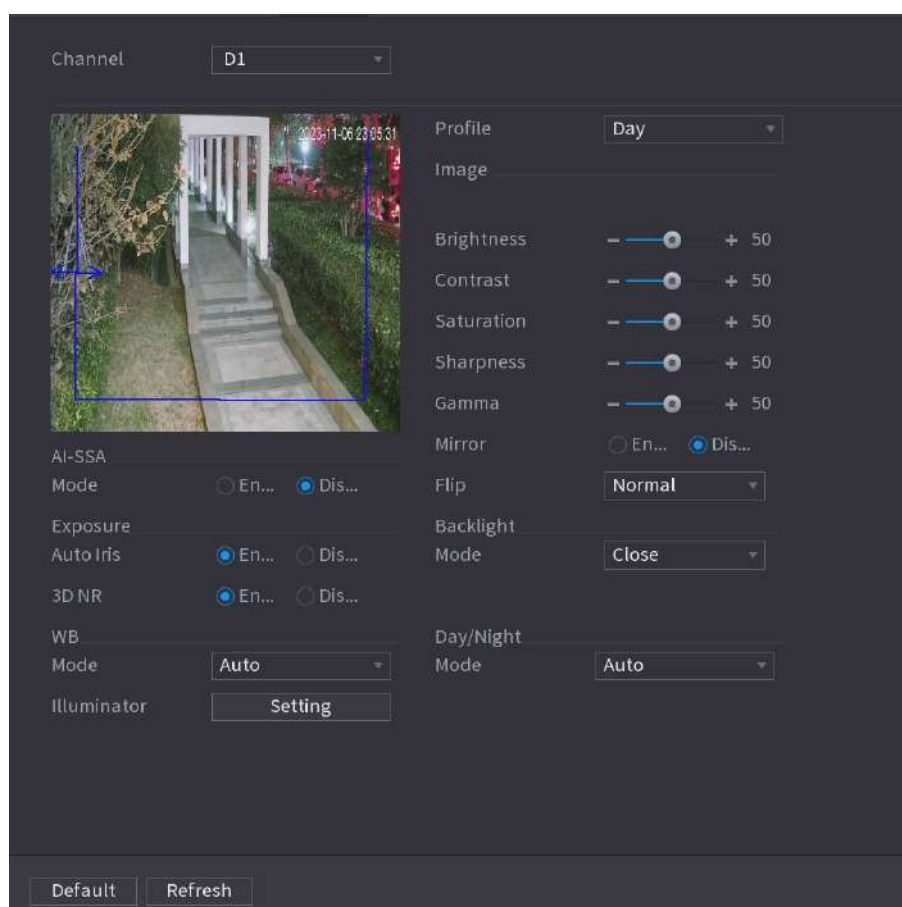 Channel D1
2023-11-06 23:05:31
Profile Day
Image
Brightness - + 50
Contrast - + 50
Saturation - + 50
Sharpness - + 50
Gamma - + 50
Mirror En... Dis...
Flip Normal
Backlight
Mode Close
Day/Night
Mode Auto
AI-SSA
Mode En... Dis...
Exposure
Auto Iris En... Dis...
3D NR En... Dis...
WB
Mode Auto
Illuminator Setting
Default Refresh